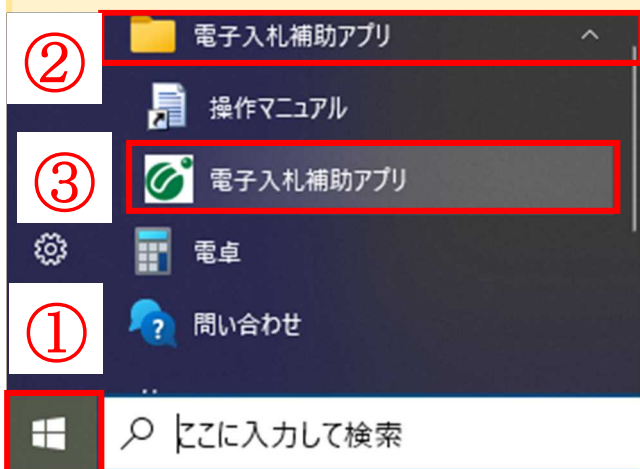 ② 電子入札補助アプリ
操作マニュアル
③ 電子入札補助アプリ
電卓
① 問い合わせ
ここに入力して検索